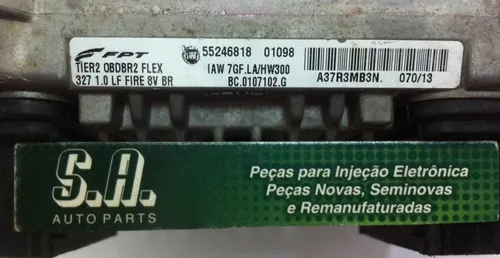 FPT
55246818 01098
TIER2 OBDBR2 FLEX
IAW 7GF.LA/HW300
327 1.0 LF FIRE 8V BR
BC.0107102.G
A37R3MB3N. 070/13
S.A.
AUTO PARTS
Peças para Injeção Eletrônica
Peças Novas, Seminovas
e Remanufaturadas